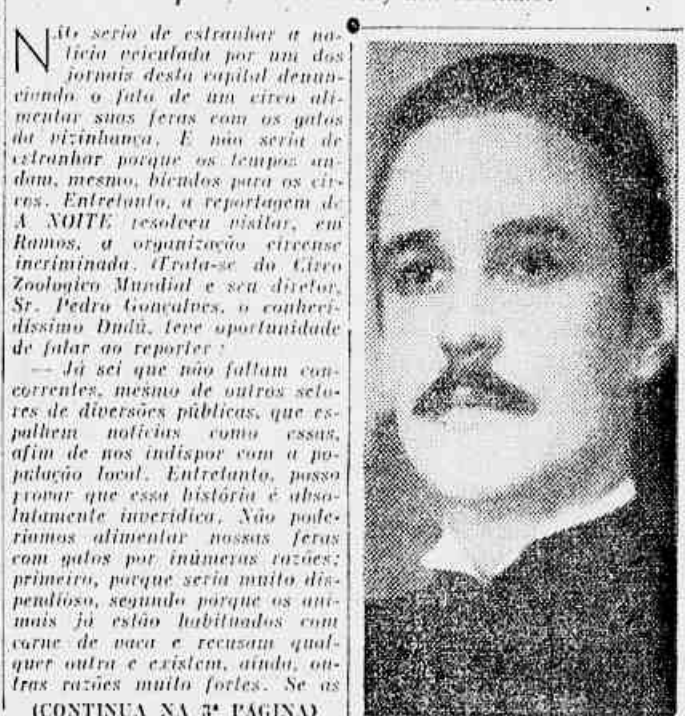 Não seria de estranhar a no-
tícia veiculada por um dos
jornais desta capital denun-
ciando o fato de um circo ali-
mentar suas feras com os gatos
da vizinhança. E não seria de
estranhar porque os tempos an-
dam, mesmo, bicudos para os cir-
cos. Entretanto, a reportagem de
A NOITE resolveu visitar, em
Ramos, a organização circense
incriminada. (Trata-se do Circo
Zoologico Mundial e seu diretor,
Sr. Pedro Gonçalves, o conheri-
díssimo Dudú, teve oportunidade
de falar ao reporter:
— Já sei que não faltam con-
correntes, mesmo de outros seto-
res de diversões públicas, que es-
palhem notícias como essas,
afim de nos indispor com a po-
pulação local. Entretanto, posso
provar que essa história é abso-
lutamente inverídica. Não pode-
riamos alimentar nossas feras
com gatos por inúmeras razões;
primeiro, porque seria muito dis-
pendioso, segundo porque os ani-
mais já estão habituados com
carne de vaca e recusam qual-
quer outra e existem, ainda, ou-
tras razões muito fortes. Se as
(CONTINUA NA 3ª PÁGINA)